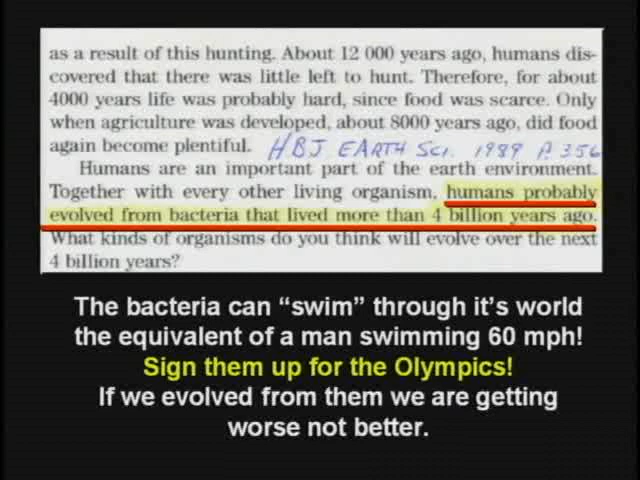 as a result of this hunting. About 12 000 years ago, humans dis-
covered that there was little left to hunt. Therefore, for about
4000 years life was probably hard, since food was scarce. Only
when agriculture was developed, about 8000 years ago, did food
again become plentiful. HBJ EARTH SCI. 1989 P. 356
Humans are an important part of the earth environment.
Together with every other living organism, humans probably
evolved from bacteria that lived more than 4 billion years ago.
What kinds of organisms do you think will evolve over the next
4 billion years?
The bacteria can “swim” through it’s world
the equivalent of a man swimming 60 mph!
Sign them up for the Olympics!
If we evolved from them we are getting
worse not better.